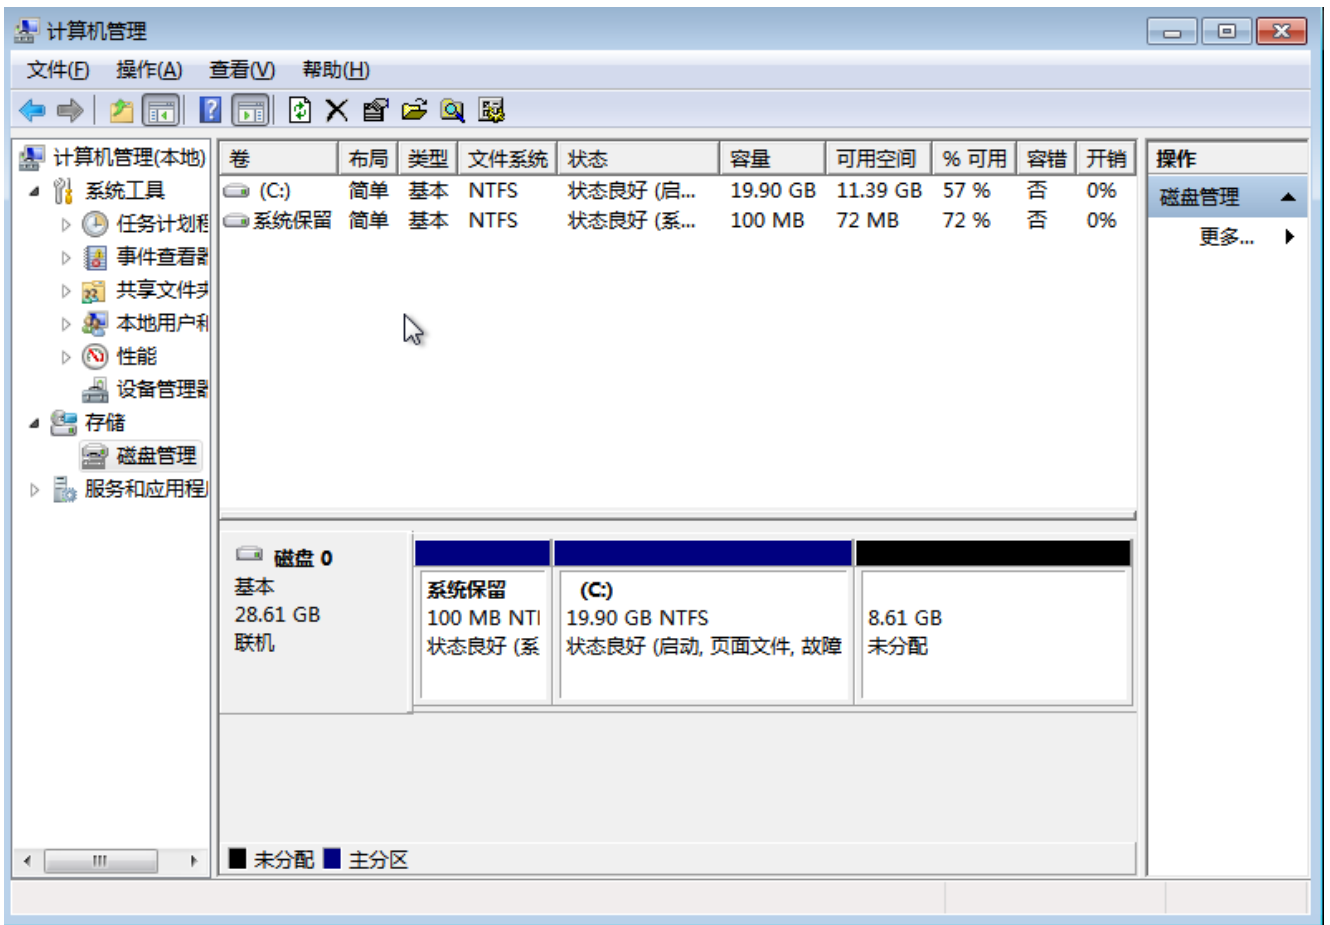 计算机管理
文件(F) 操作(A) 查看(V) 帮助(H)
计算机管理(本地)
系统工具
任务计划程
事件查看器
共享文件夹
本地用户和
性能
设备管理器
存储
磁盘管理
服务和应用程序
卷 布局 类型 文件系统 状态 容量 可用空间 % 可用 容错 开销
(C:) 简单 基本 NTFS 状态良好 (启... 19.90 GB 11.39 GB 57 % 否 0%
系统保留 简单 基本 NTFS 状态良好 (系... 100 MB 72 MB 72 % 否 0%
磁盘 0
基本
28.61 GB
联机
系统保留
100 MB NTI
状态良好 (系
(C:)
19.90 GB NTFS
状态良好 (启动, 页面文件, 故障
8.61 GB
未分配
未分配 主分区
操作
磁盘管理
更多...